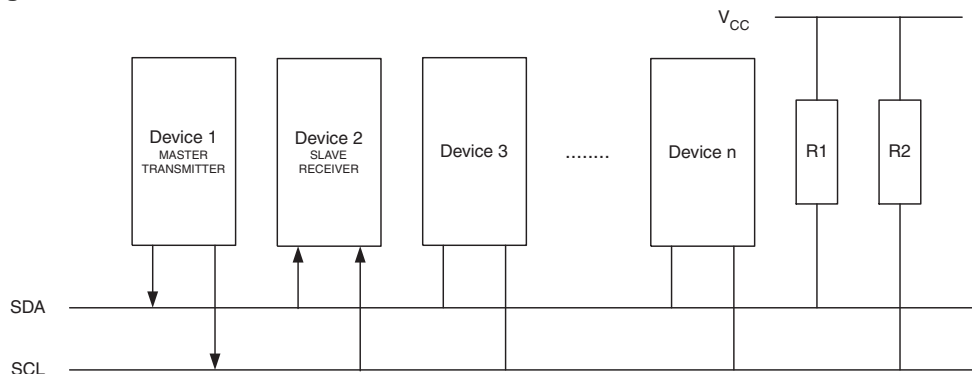 VCC
Device 1
MASTER
TRANSMITTER
Device 2
SLAVE
RECEIVER
Device 3
........
Device n
R1
R2
SDA
SCL